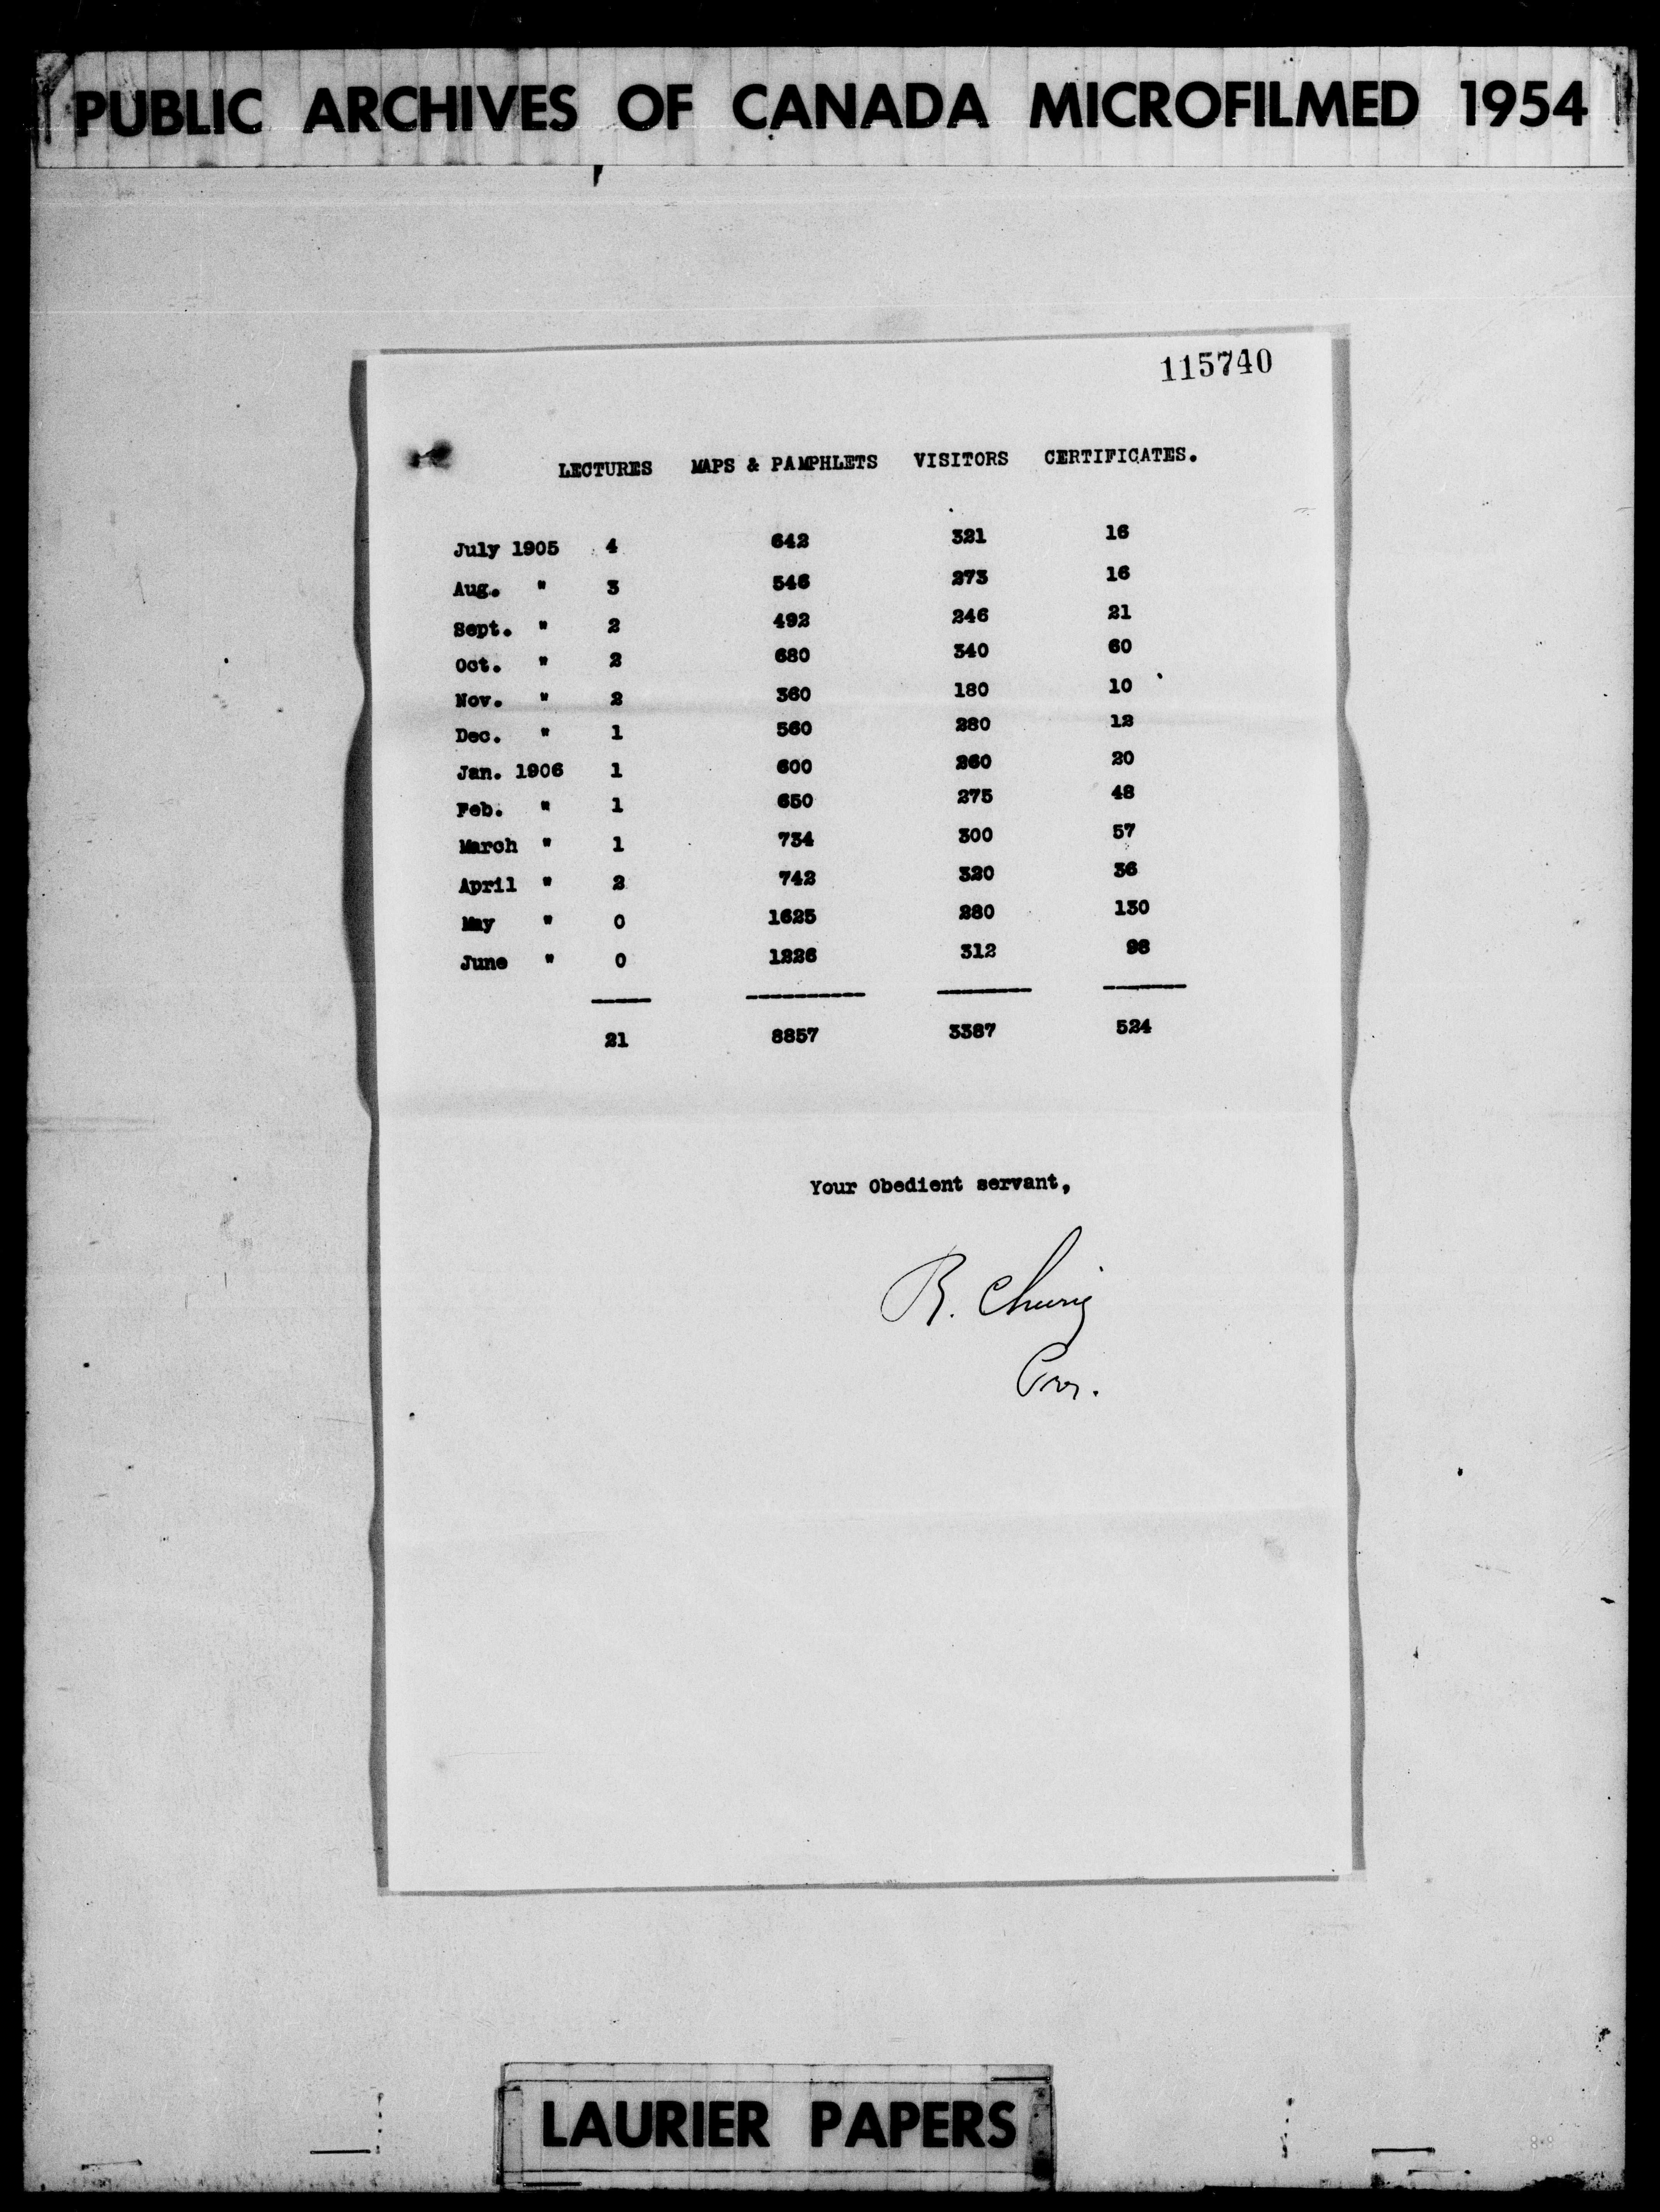 PUBLIC ARCHIVES OF CANADA MICROFILMED 1954
115740
LECTURES MAPS & PAMPHLETS VISITORS CERTIFICATES.
July 1905 4 642 321 16
Aug. " 3 546 273 16
Sept. " 2 492 246 21
Oct. " 2 680 340 60
Nov. " 2 360 180 10
Dec. " 1 560 280 12
Jan. 1906 1 600 260 20
Feb. " 1 650 275 48
March " 1 734 300 57
April " 2 742 320 36
May " 0 1625 280 130
June " 0 1226 312 98
21 8857 3387 524
Your Obedient servant,
R.
LAURIER PAPERS